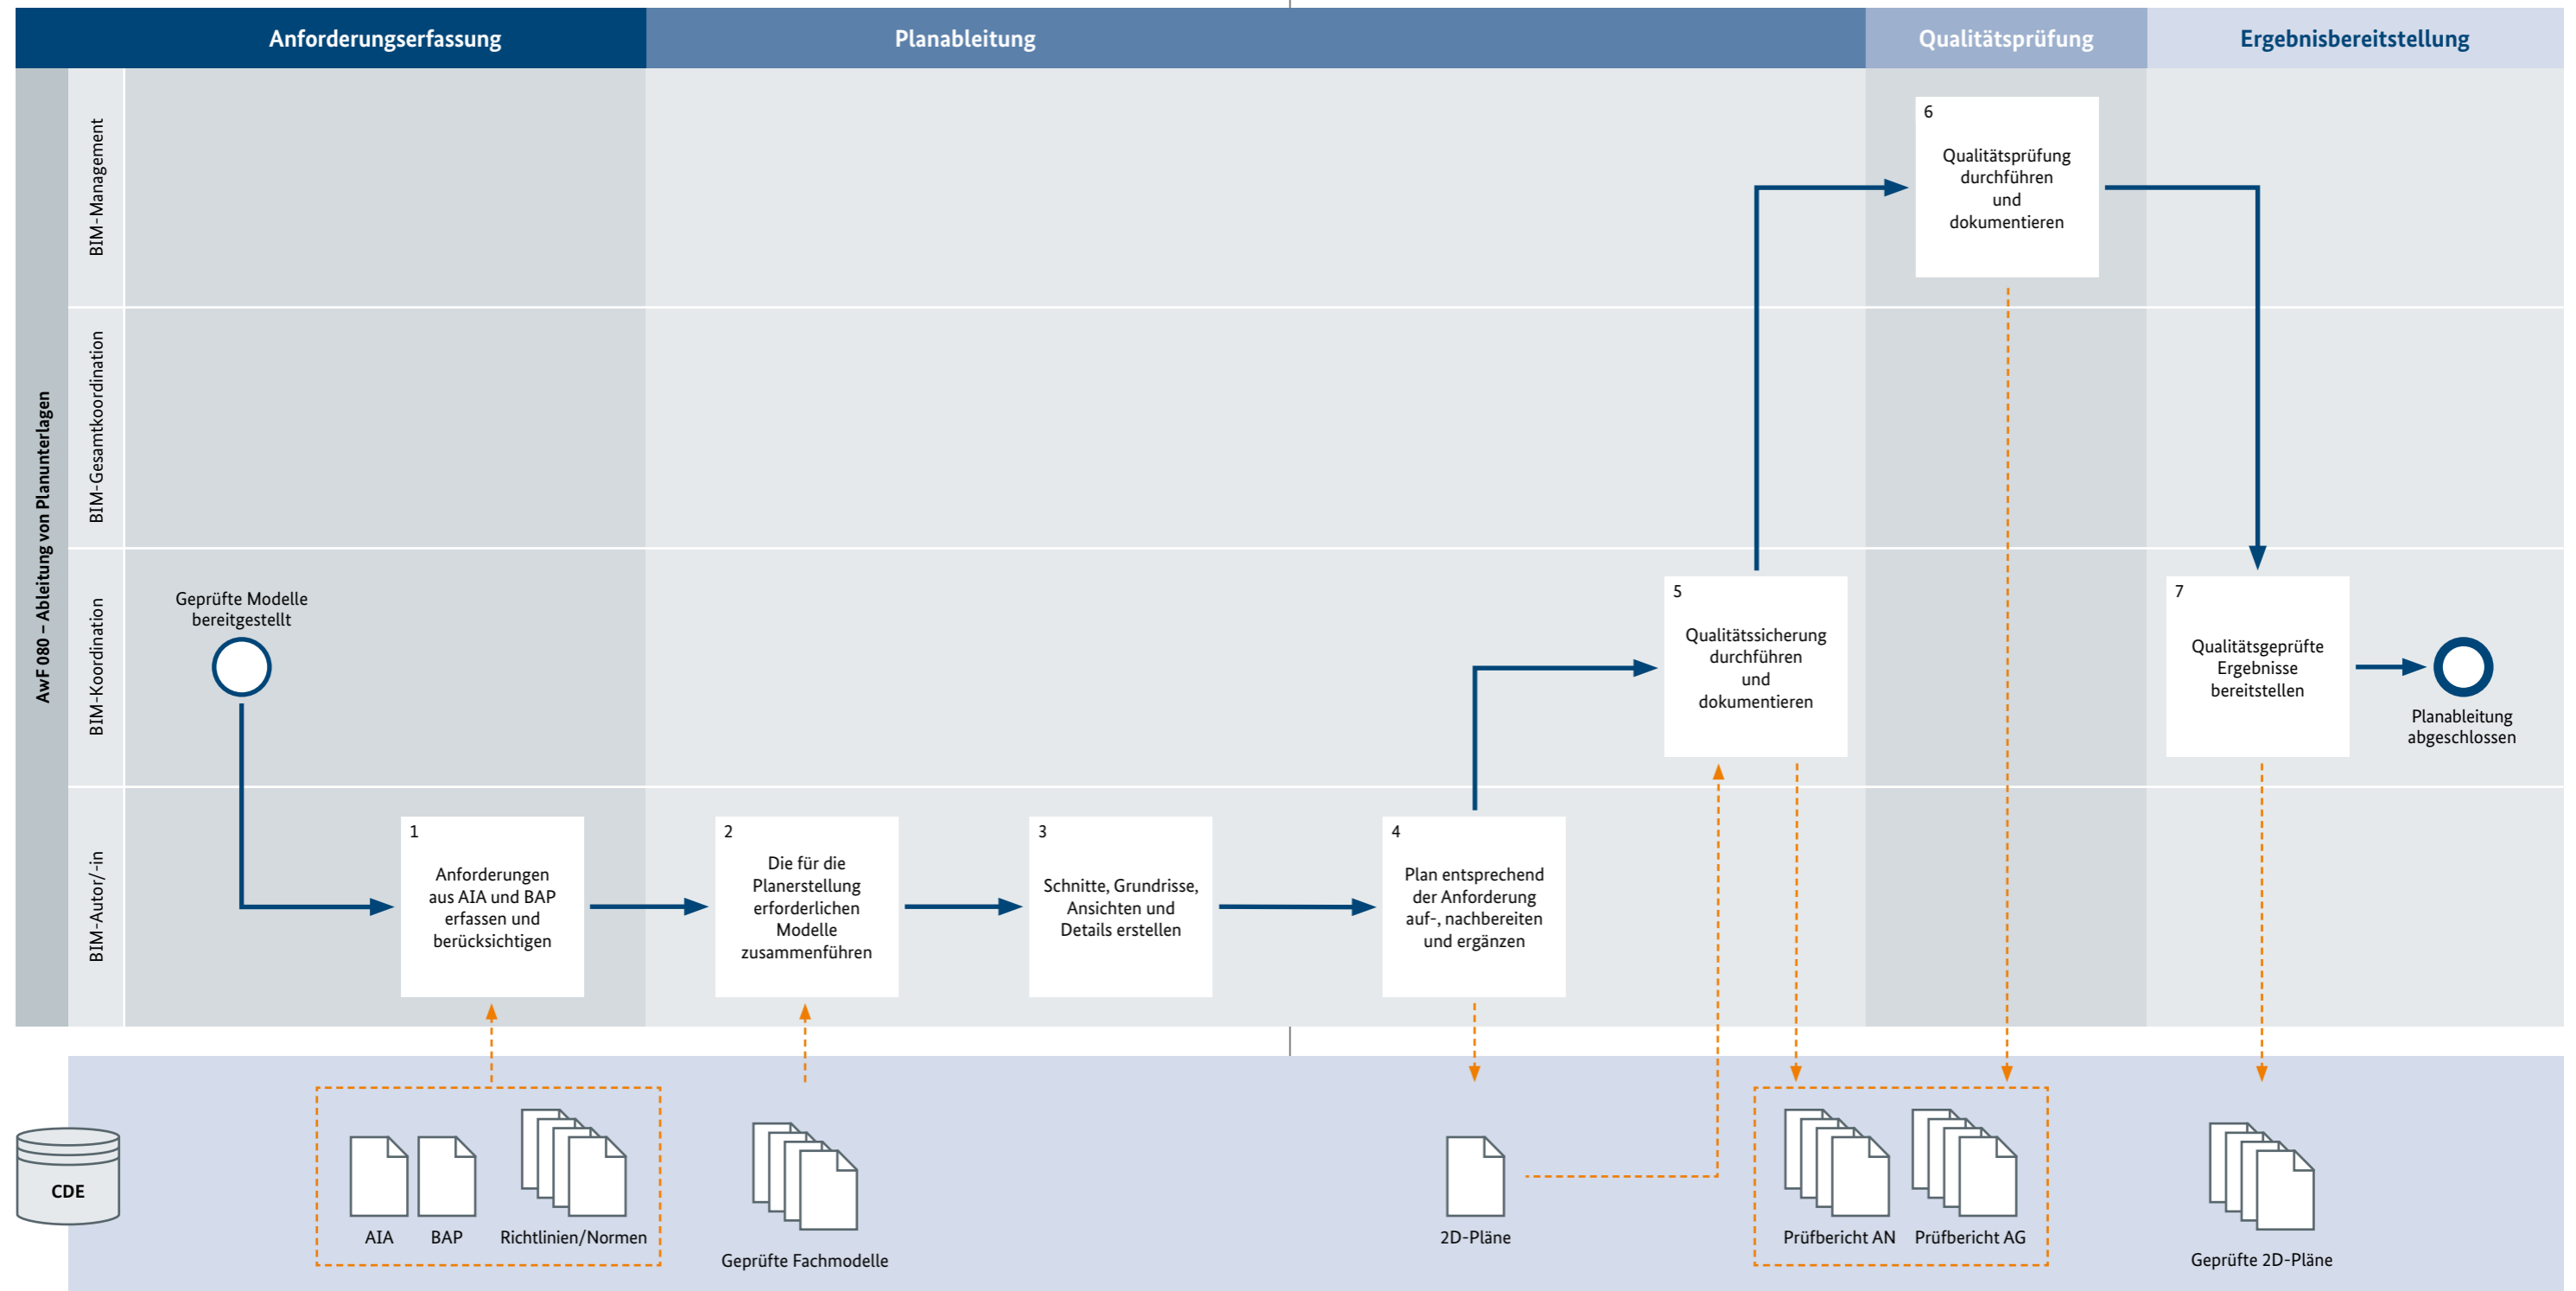 Anforderungserfassung
Planableitung
Qualitätsprüfung
Ergebnisbereitstellung
AwF 080 – Ableitung von Planunterlagen
BIM-Management
BIM-Gesamtkoordination
BIM-Koordination
BIM-Autor/-in
6
Qualitätsprüfung
durchführen
und
dokumentieren
Geprüfte Modelle
bereitgestellt
5
Qualitätssicherung
durchführen
und
dokumentieren
7
Qualitätsgeprüfte
Ergebnisse
bereitstellen
Planableitung
abgeschlossen
1
Anforderungen
aus AIA und BAP
erfassen und
berücksichtigen
2
Die für die
Planerstellung
erforderlichen
Modelle
zusammenführen
3
Schnitte, Grundrisse,
Ansichten und
Details erstellen
4
Plan entsprechend
der Anforderung
auf-, nachbereiten
und ergänzen
CDE
AIA
BAP
Richtlinien/Normen
Geprüfte Fachmodelle
2D-Pläne
Prüfbericht AN
Prüfbericht AG
Geprüfte 2D-Pläne